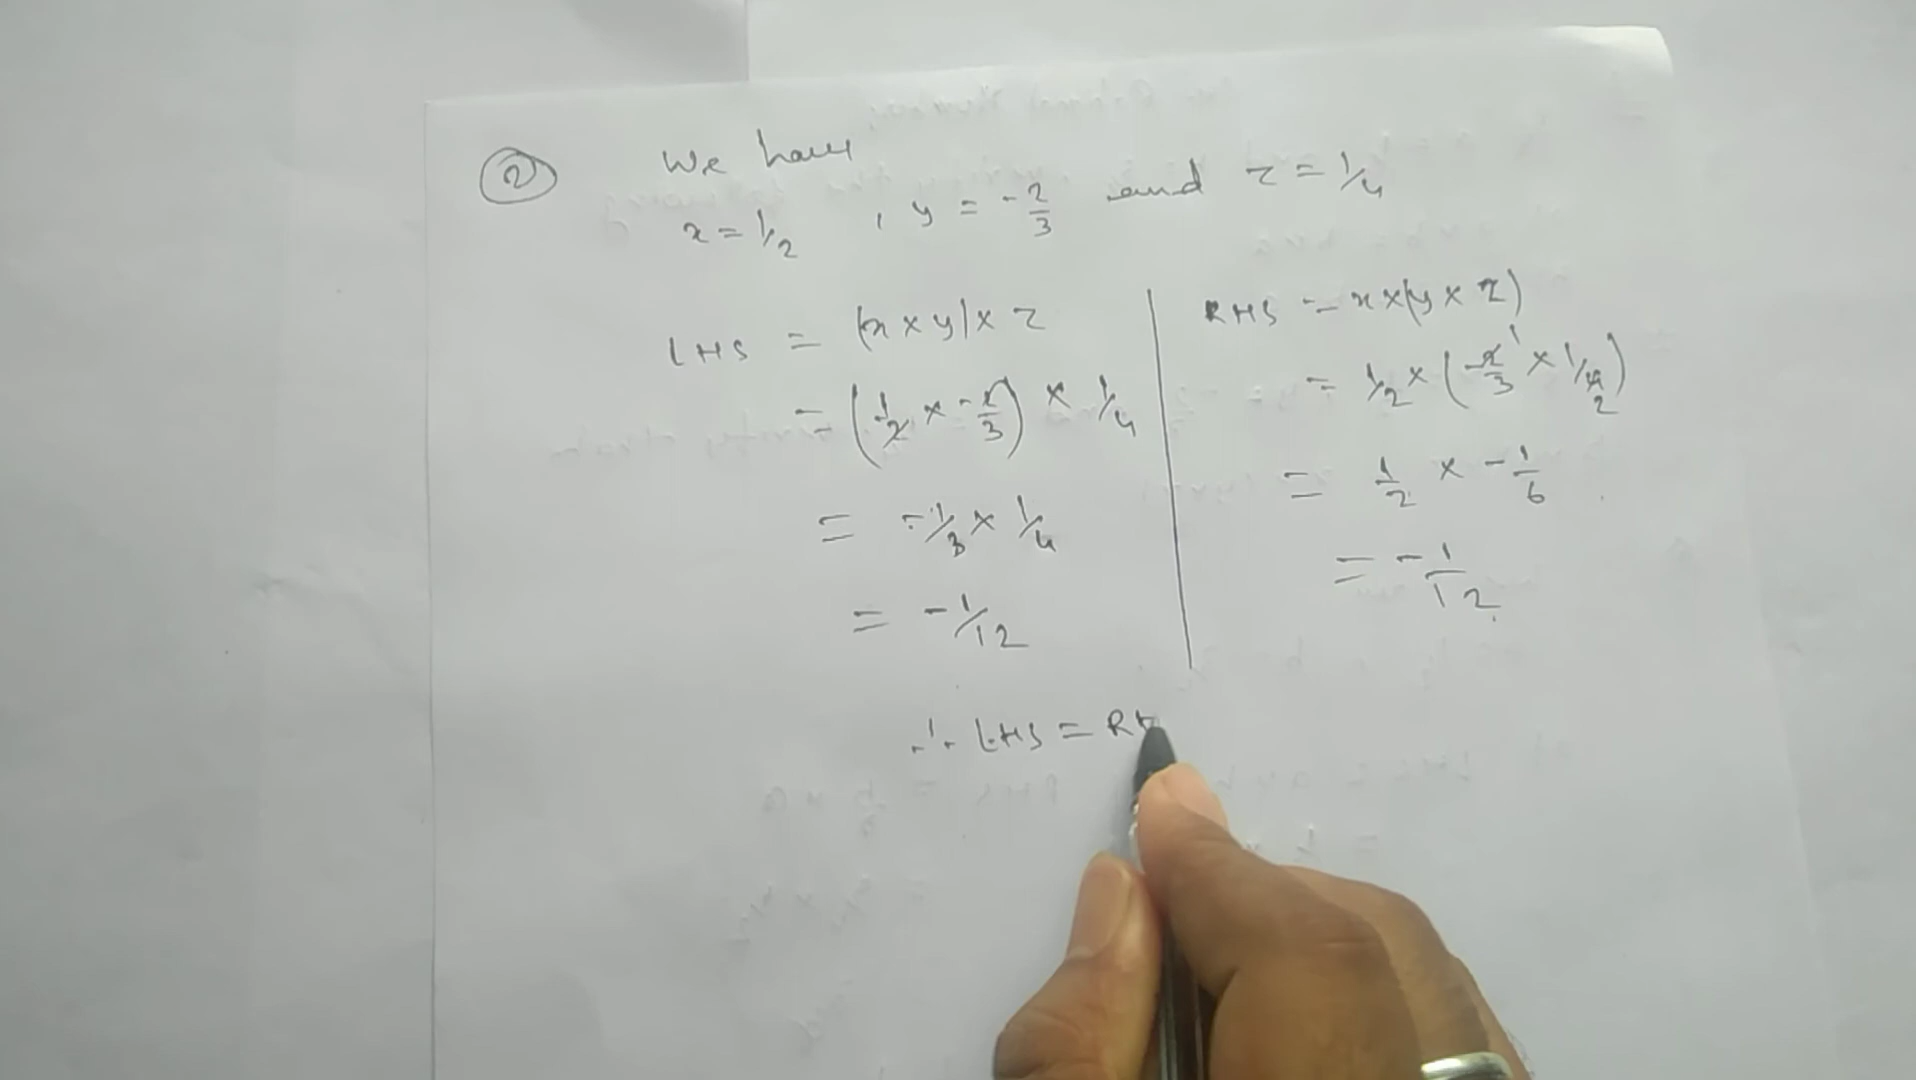 ② We have
x = 1/2 , y = -2/3 and z = 1/4
LHS = (x × y) × z
= (1/2 × -2/3) × 1/4
= -1/3 × 1/4
= -1/12
RHS = x × (y × z)
= 1/2 × (-2/3 1 × 1/4 2)
= 1/2 × -1/6
= -1/12
∴ LHS = RH